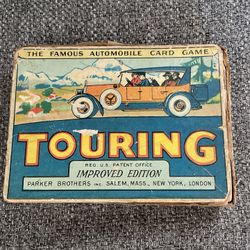 THE FAMOUS AUTOMOBILE CARD GAME
TOURING
REG. U.S. PATENT OFFICE
IMPROVED EDITION
PARKER BROTHERS INC. SALEM, MASS., NEW YORK, LONDON